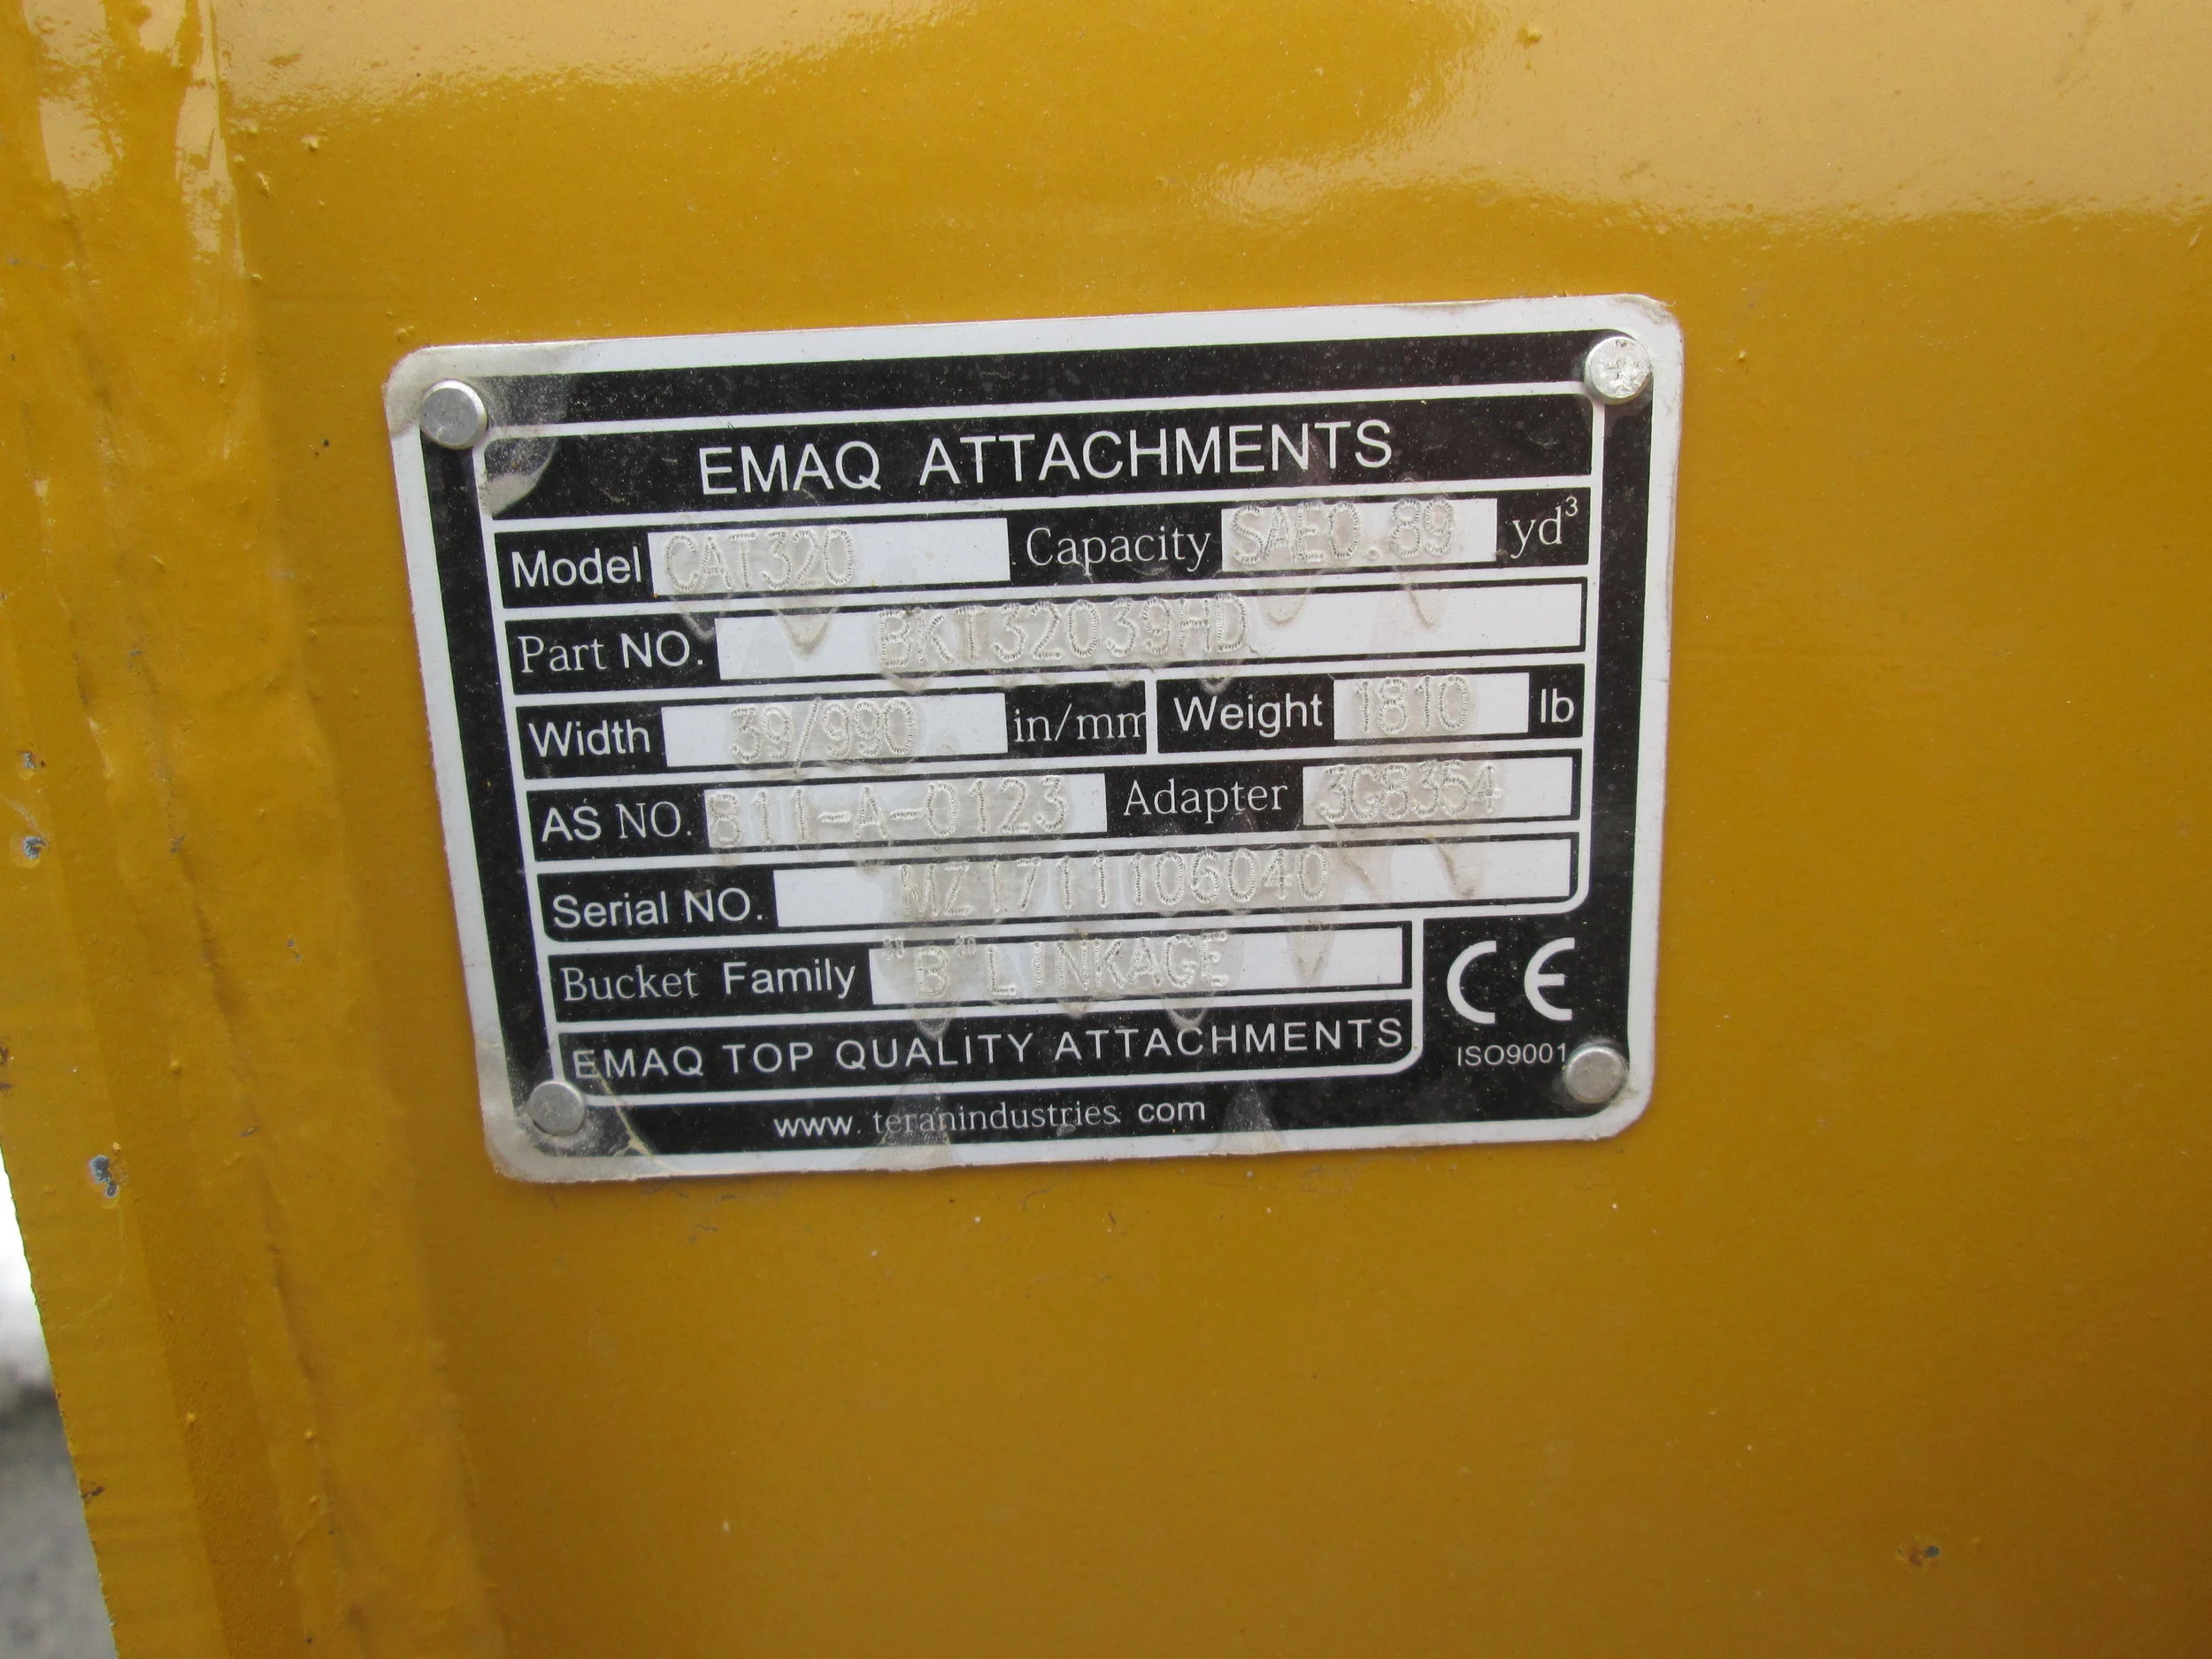 EMAQ ATTACHMENTS
Model CAT320 Capacity SAE0.89 yd³
Part NO. BKT32039HD
Width 39/990 in/mm Weight 1810 lb
AS NO. 811-A-0123 Adapter 3G8354
Serial NO. MZ1711106040
Bucket Family "B"LINKAGE
CE
EMAQ TOP QUALITY ATTACHMENTS
ISO9001
www.teranindustries.com